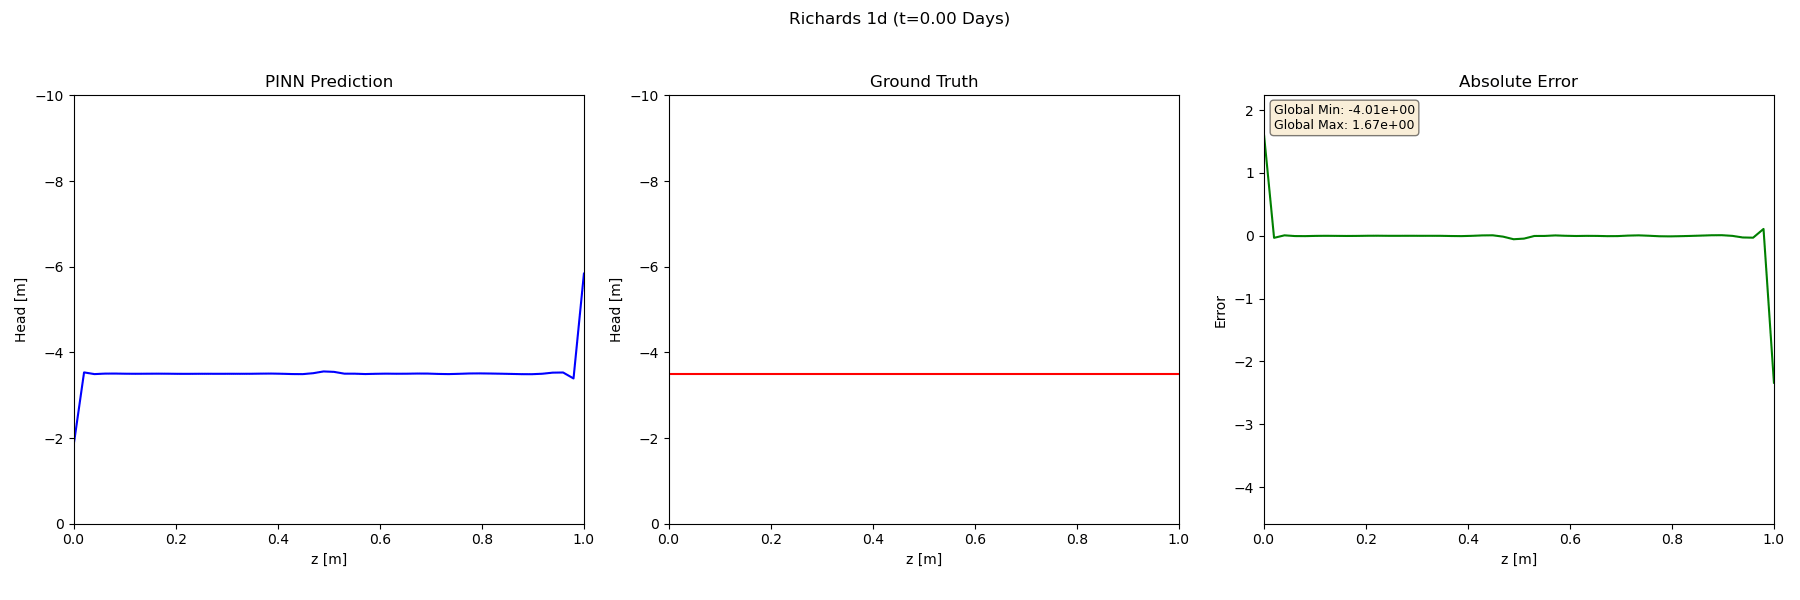 Richards 1d (t=0.00 Days)
PINN Prediction
−10
−8
−6
−4
−2
0
Head [m]
0.0 0.2 0.4 0.6 0.8 1.0
z [m]
Ground Truth
−10
−8
−6
−4
−2
0
Head [m]
0.0 0.2 0.4 0.6 0.8 1.0
z [m]
Absolute Error
Global Min: -4.01e+00
Global Max: 1.67e+00
2
1
0
−1
−2
−3
−4
Error
0.0 0.2 0.4 0.6 0.8 1.0
z [m]